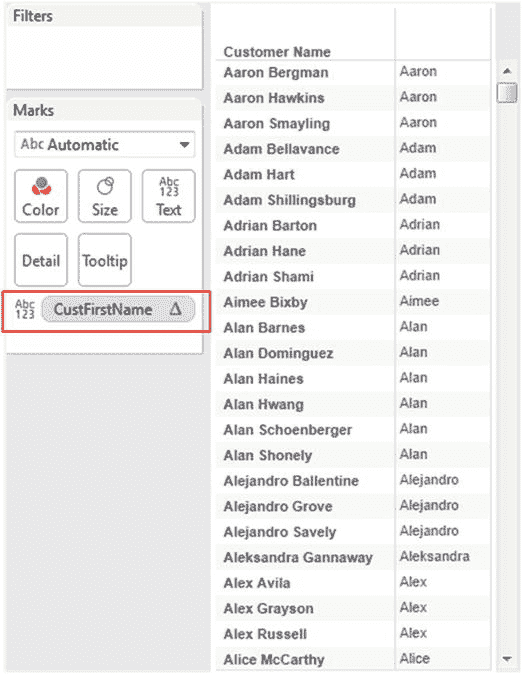 Filters
Marks
Abc Automatic
Color
Size
Abc
123
Text
Detail
Tooltip
Abc
123
CustFirstName Δ
Customer Name
Aaron Bergman Aaron
Aaron Hawkins Aaron
Aaron Smayling Aaron
Adam Bellavance Adam
Adam Hart Adam
Adam Shillingsburg Adam
Adrian Barton Adrian
Adrian Hane Adrian
Adrian Shami Adrian
Aimee Bixby Aimee
Alan Barnes Alan
Alan Dominguez Alan
Alan Haines Alan
Alan Hwang Alan
Alan Schoenberger Alan
Alan Shonely Alan
Alejandro Ballentine Alejandro
Alejandro Grove Alejandro
Alejandro Savely Alejandro
Aleksandra Gannaway Aleksandra
Alex Avila Alex
Alex Grayson Alex
Alex Russell Alex
Alice McCarthy Alice